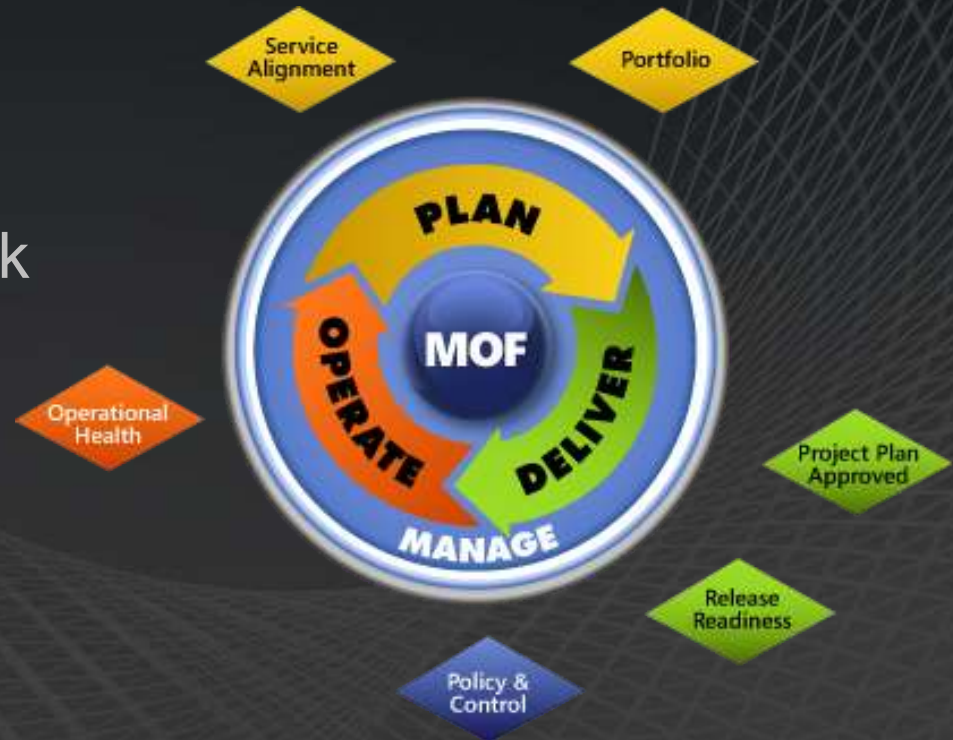 Service
Alignment
Portfolio
PLAN
k
MOF
OPERATE
DELIVER
Operational
Health
Project Plan
Approved
MANAGE
Release
Readiness
Policy &
Control